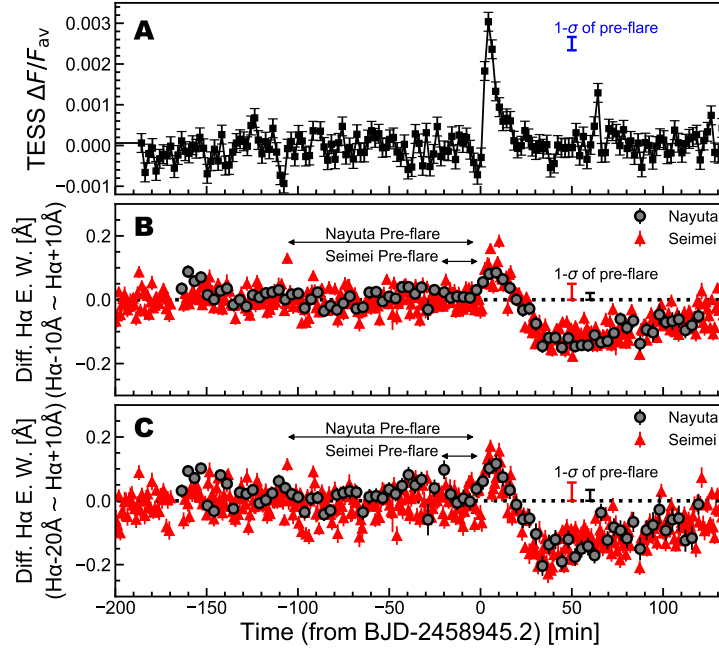 A
1-σ of pre-flare
TESS ΔF/Fav
0.003
0.002
0.001
0.000
−0.001
B
Nayuta Pre-flare
Seimei Pre-flare
Nayuta
Seimei
1-σ of pre-flare
Diff. Hα E. W. [Å]
(Hα-10Å ~ Hα+10Å)
0.2
0.0
−0.2
C
Nayuta Pre-flare
Seimei Pre-flare
Nayuta
Seimei
1-σ of pre-flare
Diff. Hα E. W. [Å]
(Hα-20Å ~ Hα+10Å)
0.2
0.0
−0.2
−200 −150 −100 −50 0 50 100
Time (from BJD-2458945.2) [min]